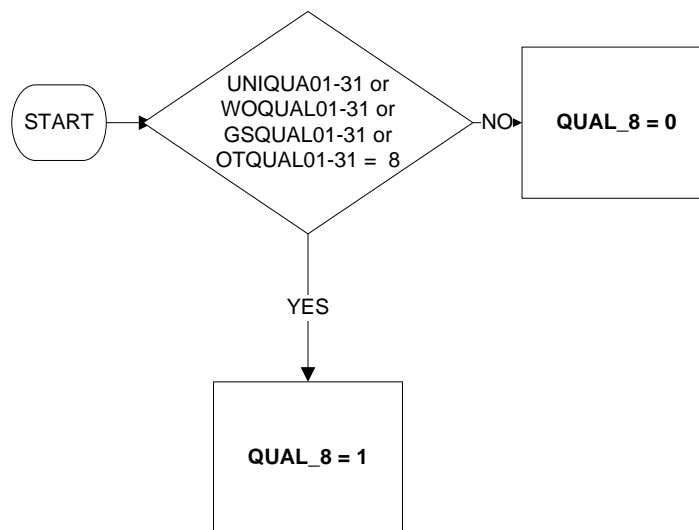 START
UNIQUA01-31 or
WOQUAL01-31 or
GSQUAL01-31 or
OTQUAL01-31 = 8
NO
QUAL_8 = 0
YES
QUAL_8 = 1